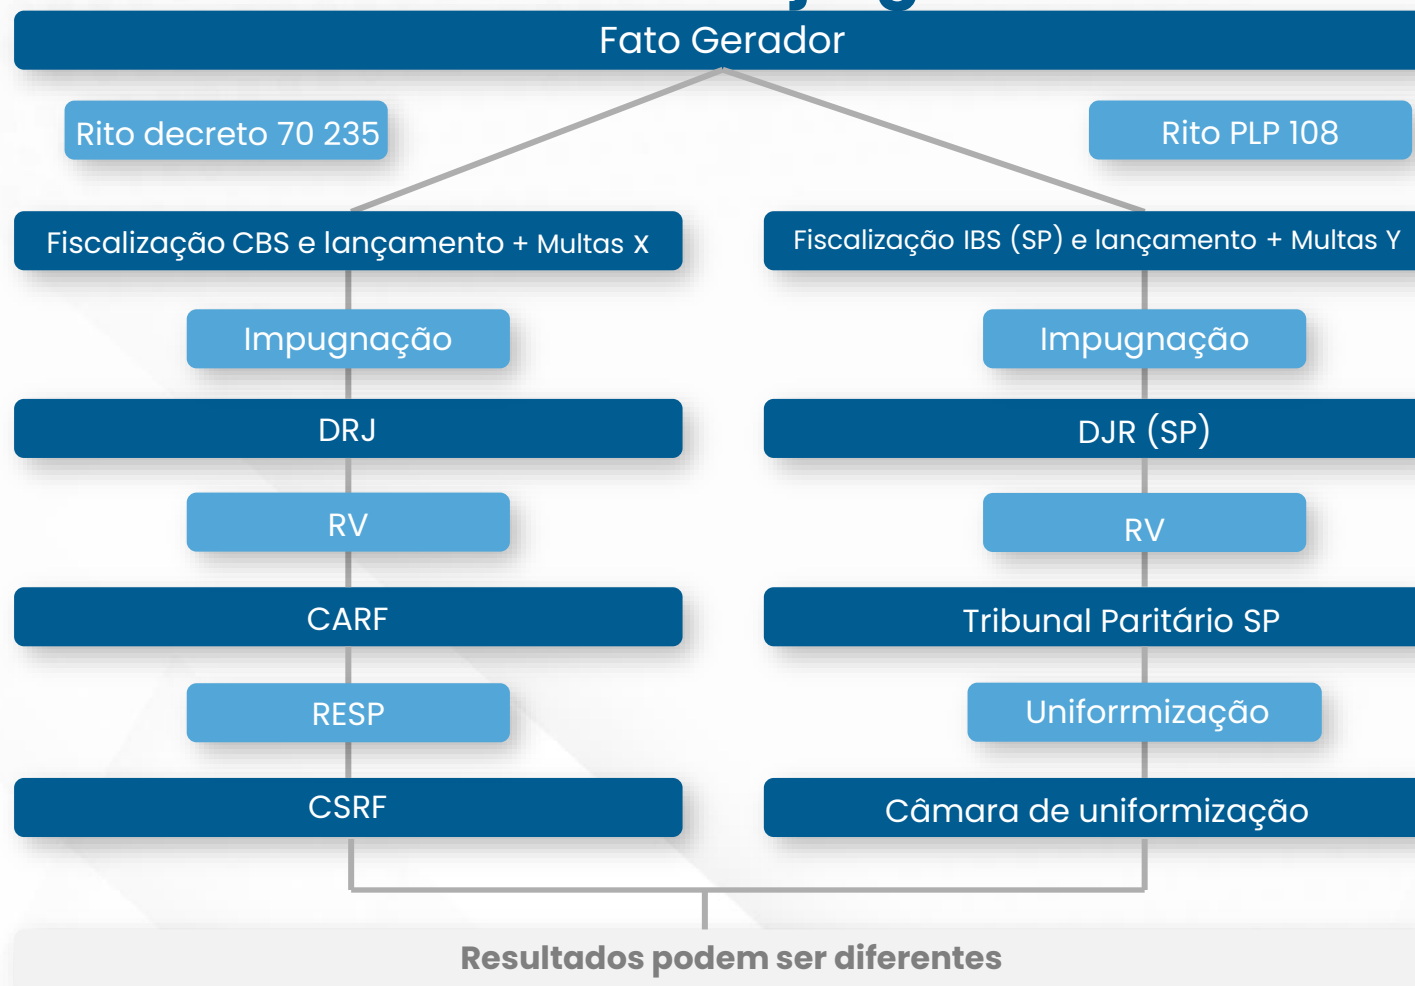 Fato Gerador
Rito decreto 70 235
Rito PLP 108
Fiscalização CBS e lançamento + Multas X
Fiscalização IBS (SP) e lançamento + Multas Y
Impugnação
Impugnação
DRJ
DJR (SP)
RV
RV
CARF
Tribunal Paritário SP
RESP
Uniforrmização
CSRF
Câmara de uniformização
Resultados podem ser diferentes